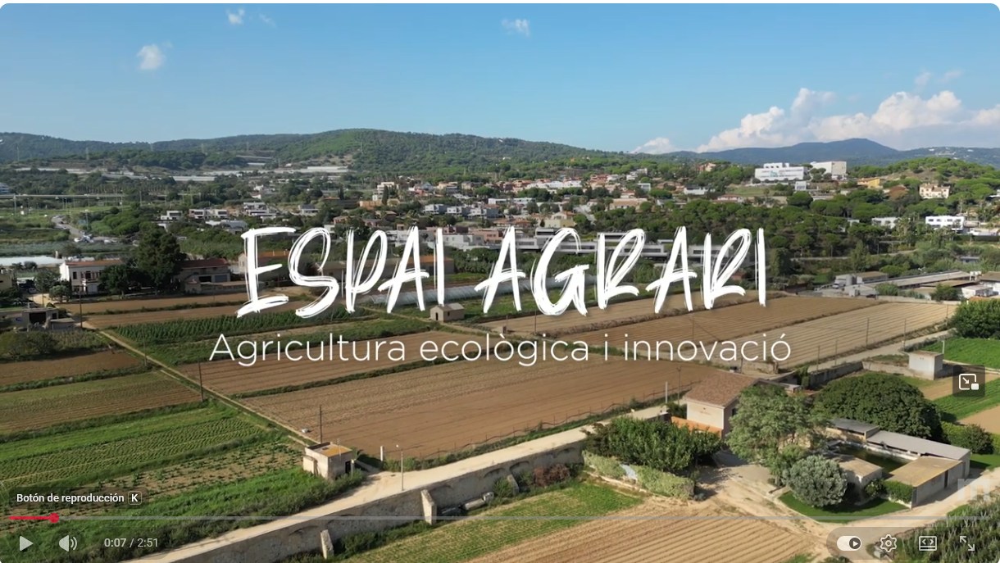 ESPAI AGRARI
Agricultura ecològica i innovació
Botón de reproducción K
0:07 / 2:51